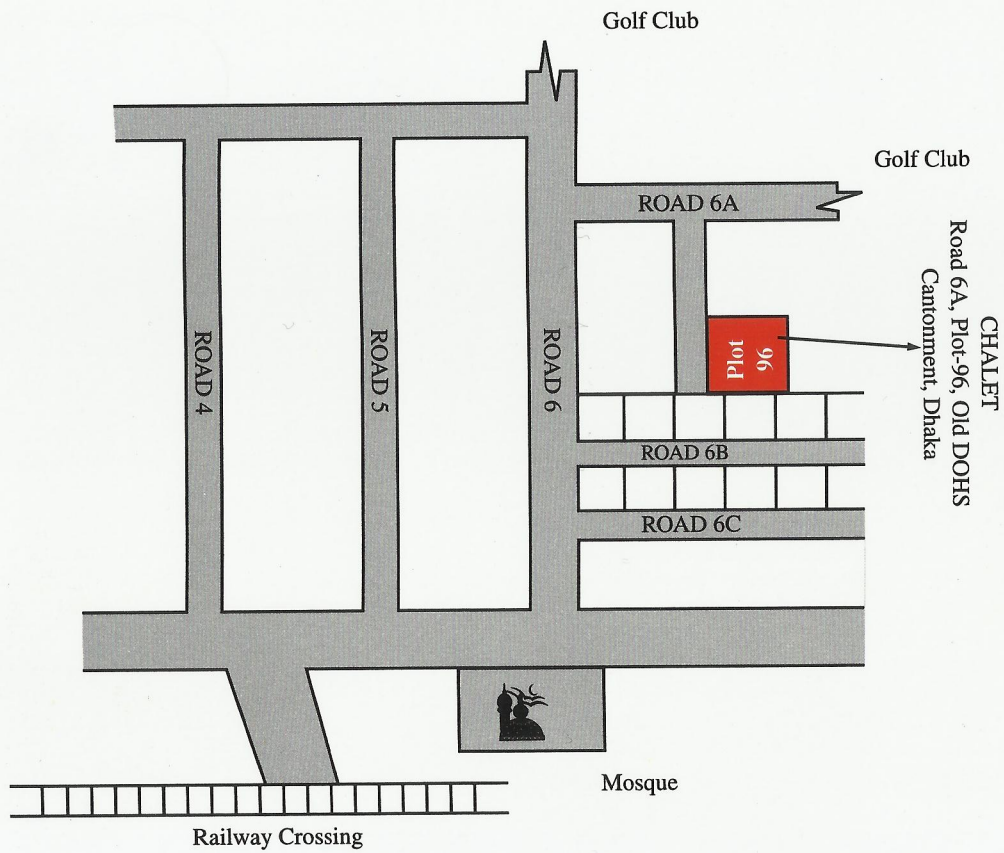 Golf Club
Golf Club
ROAD 6A
CHALET
Road 6A, Plot-96, Old DOHS
Cantonment, Dhaka
ROAD 4
ROAD 5
ROAD 6
Plot
96
ROAD 6B
ROAD 6C
Mosque
Railway Crossing